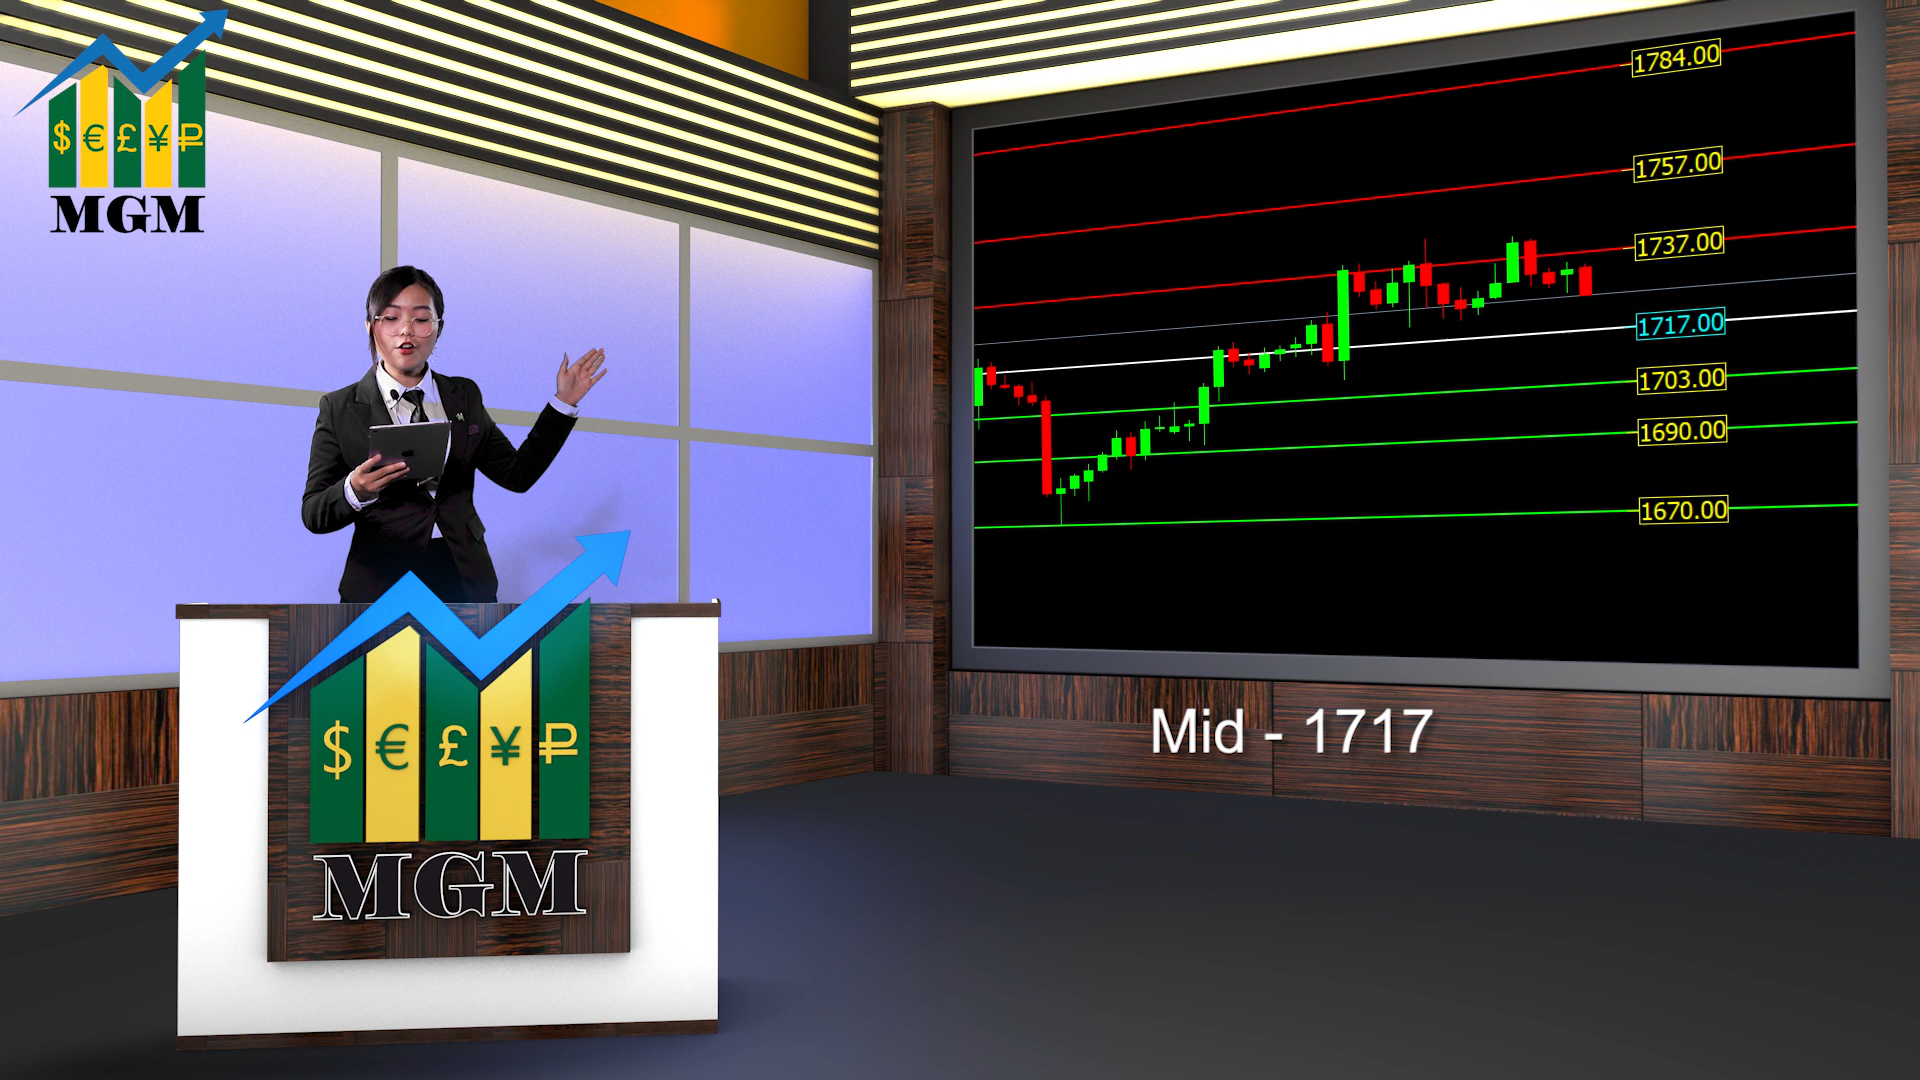 $ € £ ¥ ₽
MGM
1784.00
1757.00
1737.00
1717.00
1703.00
1690.00
1670.00
Mid - 1717
$ € £ ¥ ₽
MGM